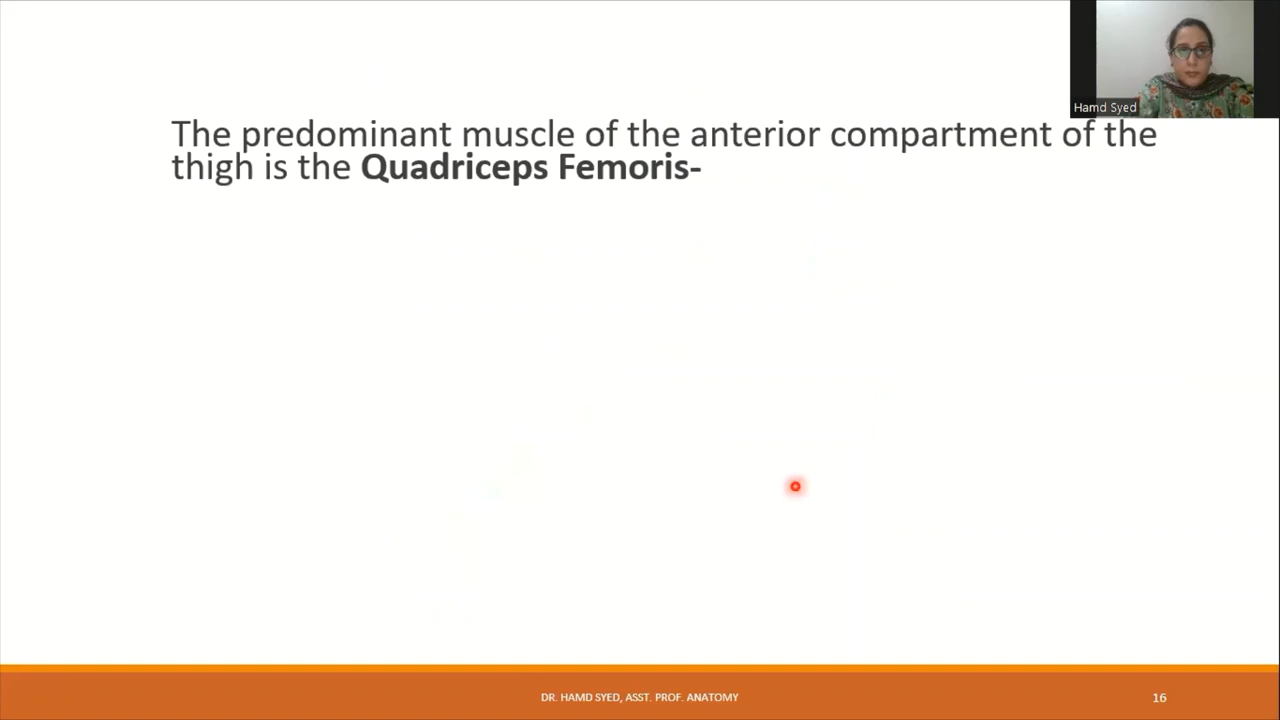 Hamd Syed
The predominant muscle of the anterior compartment of the
thigh is the Quadriceps Femoris-
DR. HAMD SYED, ASST. PROF. ANATOMY
16